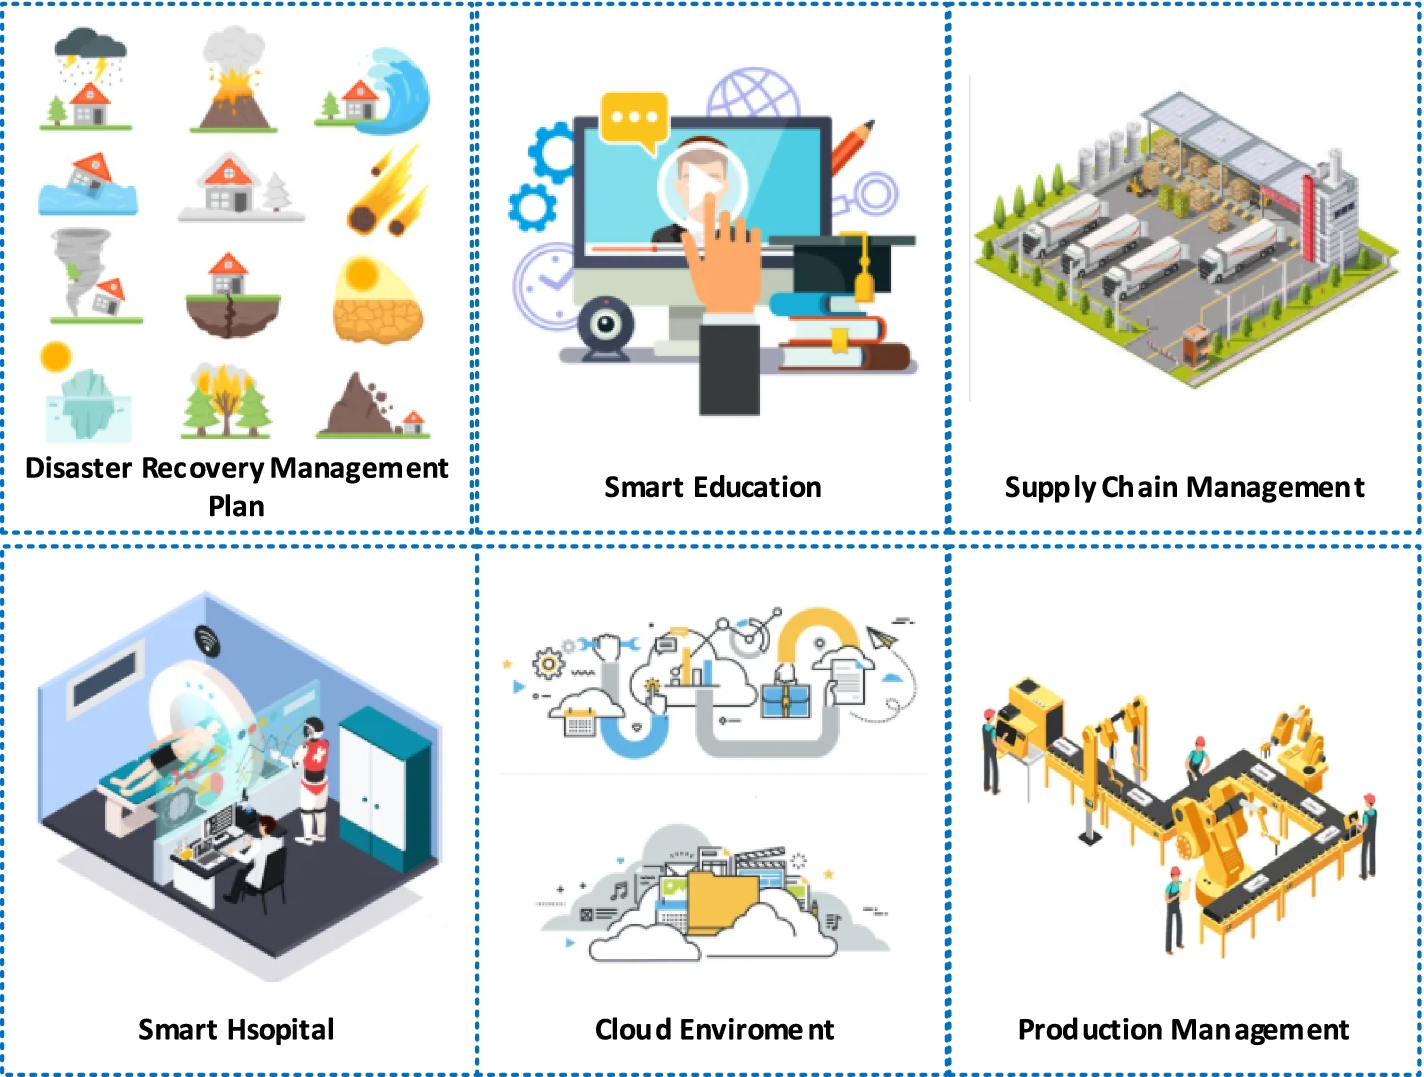 Disaster Recovery Management
Plan
Smart Education
Supply Chain Management
Smart Hsopital
Cloud Enviroment
Production Management